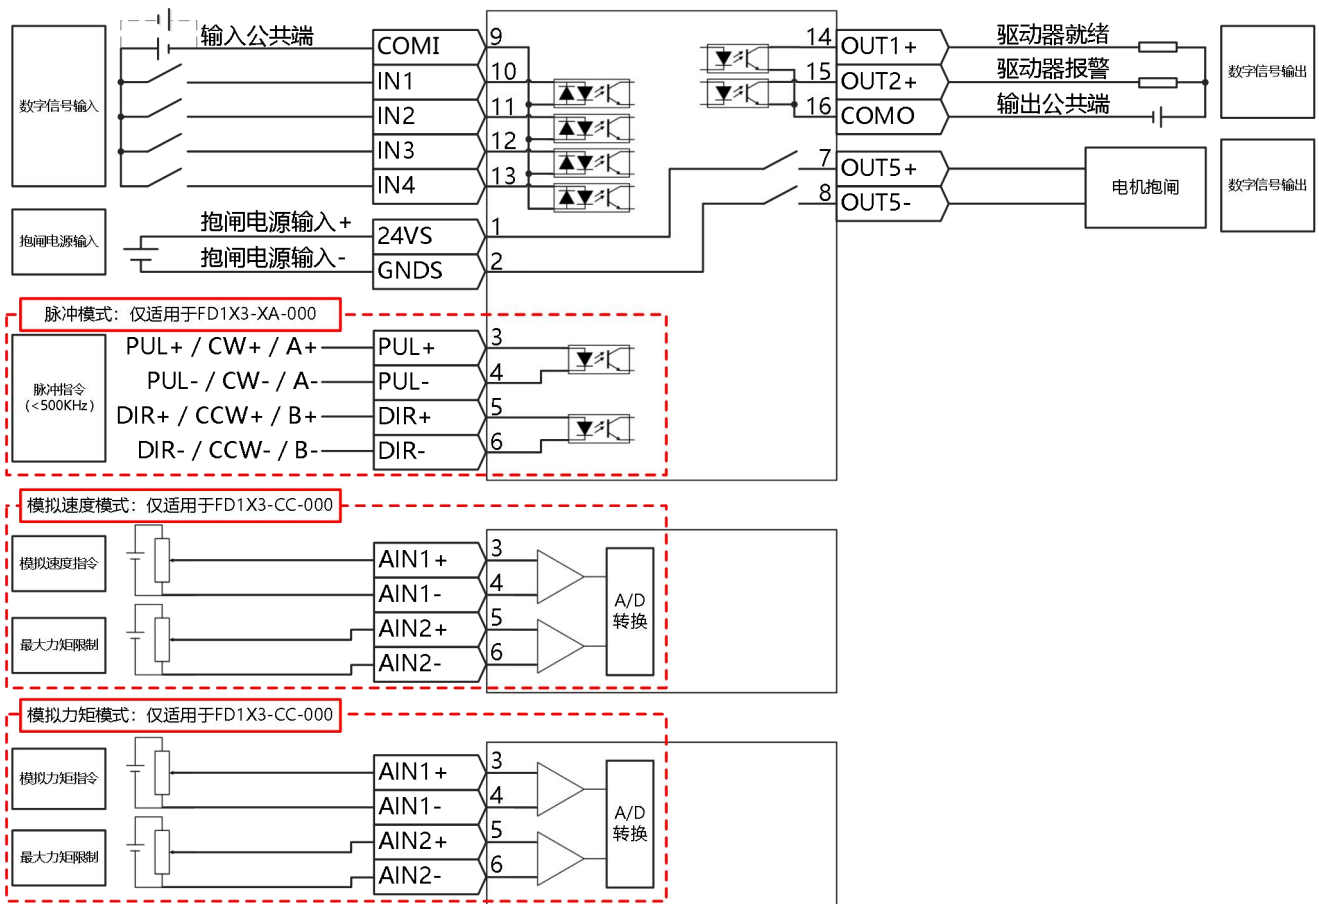 数字信号输入
输入公共端
COMI
9
IN1
10
IN2
11
IN3
12
IN4
13
14
OUT1+
驱动器就绪
15
OUT2+
驱动器报警
16
COMO
输出公共端
数字信号输出
7
OUT5+
8
OUT5-
电机抱闸
数字信号输出
抱闸电源输入
抱闸电源输入+
24VS
1
抱闸电源输入-
GNDS
2
脉冲模式：仅适用于FD1X3-XA-000
脉冲指令
(<500KHz)
PUL+ / CW+ / A+
PUL+
3
PUL- / CW- / A-
PUL-
4
DIR+ / CCW+ / B+
DIR+
5
DIR- / CCW- / B-
DIR-
6
模拟速度模式：仅适用于FD1X3-CC-000
模拟速度指令
AIN1+
3
AIN1-
4
最大力矩限制
AIN2+
5
AIN2-
6
A/D
转换
模拟力矩模式：仅适用于FD1X3-CC-000
模拟力矩指令
AIN1+
3
AIN1-
4
最大力矩限制
AIN2+
5
AIN2-
6
A/D
转换